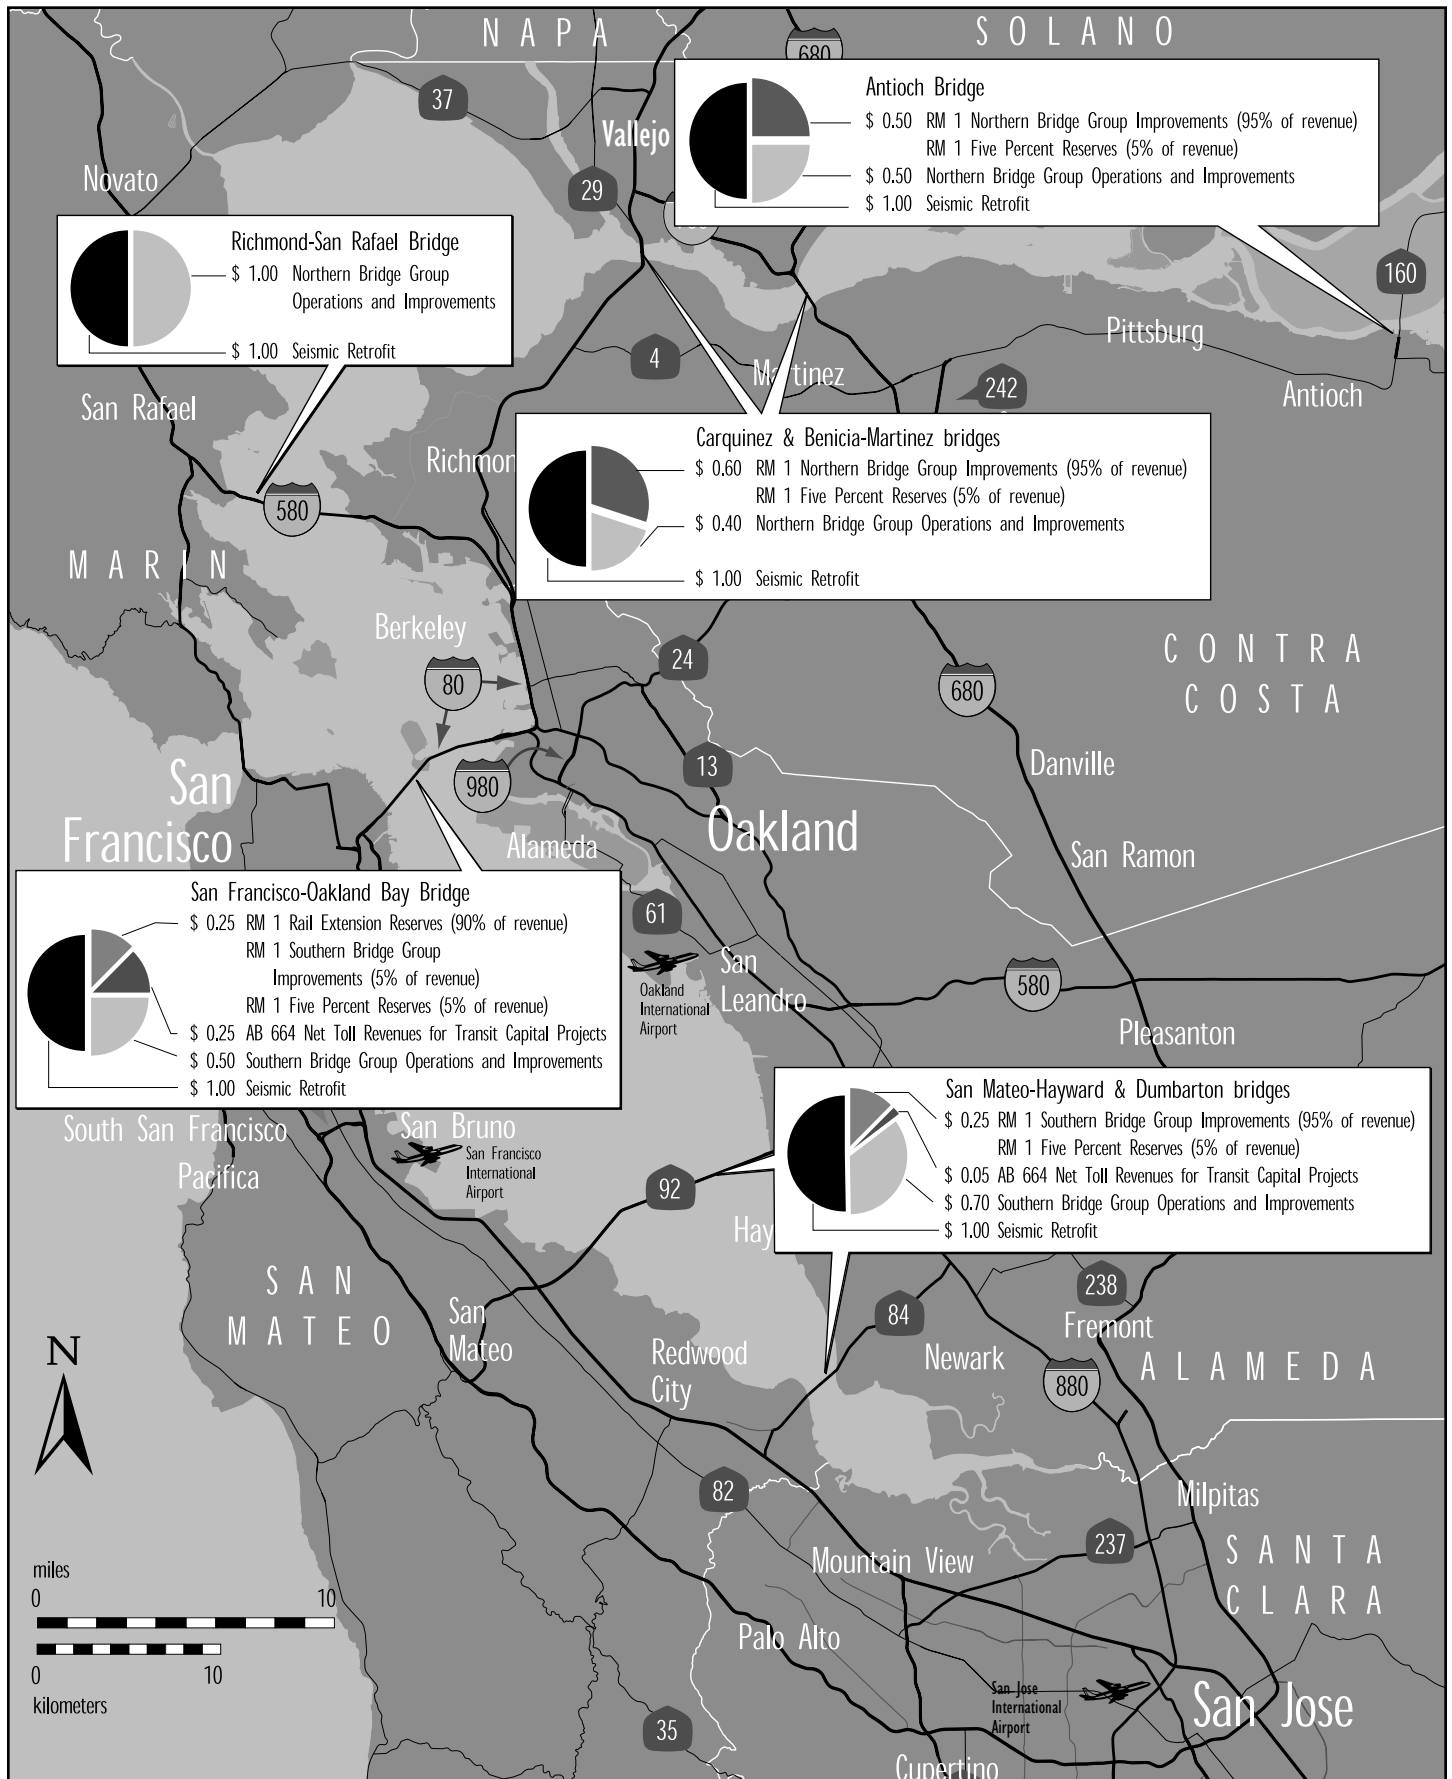 NAPA
SOLANO
680
37
Vallejo
Antioch Bridge
$ 0.50 RM 1 Northern Bridge Group Improvements (95% of revenue)
RM 1 Five Percent Reserves (5% of revenue)
$ 0.50 Northern Bridge Group Operations and Improvements
$ 1.00 Seismic Retrofit
Novato
29
Richmond-San Rafael Bridge
$ 1.00 Northern Bridge Group
Operations and Improvements
$ 1.00 Seismic Retrofit
160
Pittsburg
4
Martinez
242
Antioch
San Rafael
Carquinez & Benicia-Martinez bridges
$ 0.60 RM 1 Northern Bridge Group Improvements (95% of revenue)
RM 1 Five Percent Reserves (5% of revenue)
$ 0.40 Northern Bridge Group Operations and Improvements
$ 1.00 Seismic Retrofit
Richmon
580
MARIN
Berkeley
24
CONTRA
COSTA
80
680
13
Danville
980
San
Francisco
Oakland
Alameda
San Ramon
San Francisco-Oakland Bay Bridge
$ 0.25 RM 1 Rail Extension Reserves (90% of revenue)
RM 1 Southern Bridge Group
Improvements (5% of revenue)
RM 1 Five Percent Reserves (5% of revenue)
$ 0.25 AB 664 Net Toll Revenues for Transit Capital Projects
$ 0.50 Southern Bridge Group Operations and Improvements
$ 1.00 Seismic Retrofit
61
San
Leandro
Oakland
International
Airport
580
Pleasanton
San Mateo-Hayward & Dumbarton bridges
$ 0.25 RM 1 Southern Bridge Group Improvements (95% of revenue)
RM 1 Five Percent Reserves (5% of revenue)
$ 0.05 AB 664 Net Toll Revenues for Transit Capital Projects
$ 0.70 Southern Bridge Group Operations and Improvements
$ 1.00 Seismic Retrofit
South San Francisco
San Bruno
San Francisco
International
Airport
Pacifica
92
Hay
SAN
MATEO
San
Mateo
238
84
Fremont
Newark
Redwood
City
ALAMEDA
880
N
82
Milpitas
237
SANTA
CLARA
Mountain View
miles
0 10
Palo Alto
0 10
kilometers
San Jose
International
Airport
San Jose
35
Cupertino